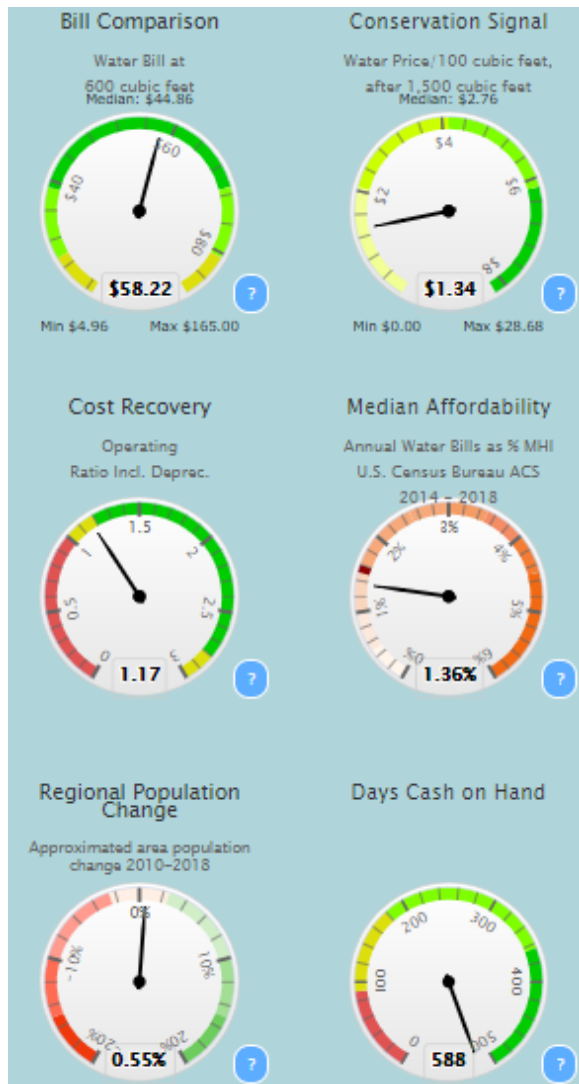 Bill Comparison
Water Bill at
600 cubic feet
Median: $44.86
$40
$60
$80
$58.22
?
Min $4.96 Max $165.00
Conservation Signal
Water Price/100 cubic feet,
after 1,500 cubic feet
Median: $2.76
$2
$4
$6
$8
$1.34
?
Min $0.00 Max $28.68
Cost Recovery
Operating
Ratio Incl. Deprec.
0
0.5
1
1.5
2
2.5
3
1.17
?
Median Affordability
Annual Water Bills as % MHI
U.S. Census Bureau ACS
2014 – 2018
0%
1%
2%
3%
4%
5%
6%
1.36%
?
Regional Population
Change
Approximated area population
change 2010–2018
-20%
-10%
0%
10%
20%
0.55%
?
Days Cash on Hand
0
100
200
300
400
500
588
?